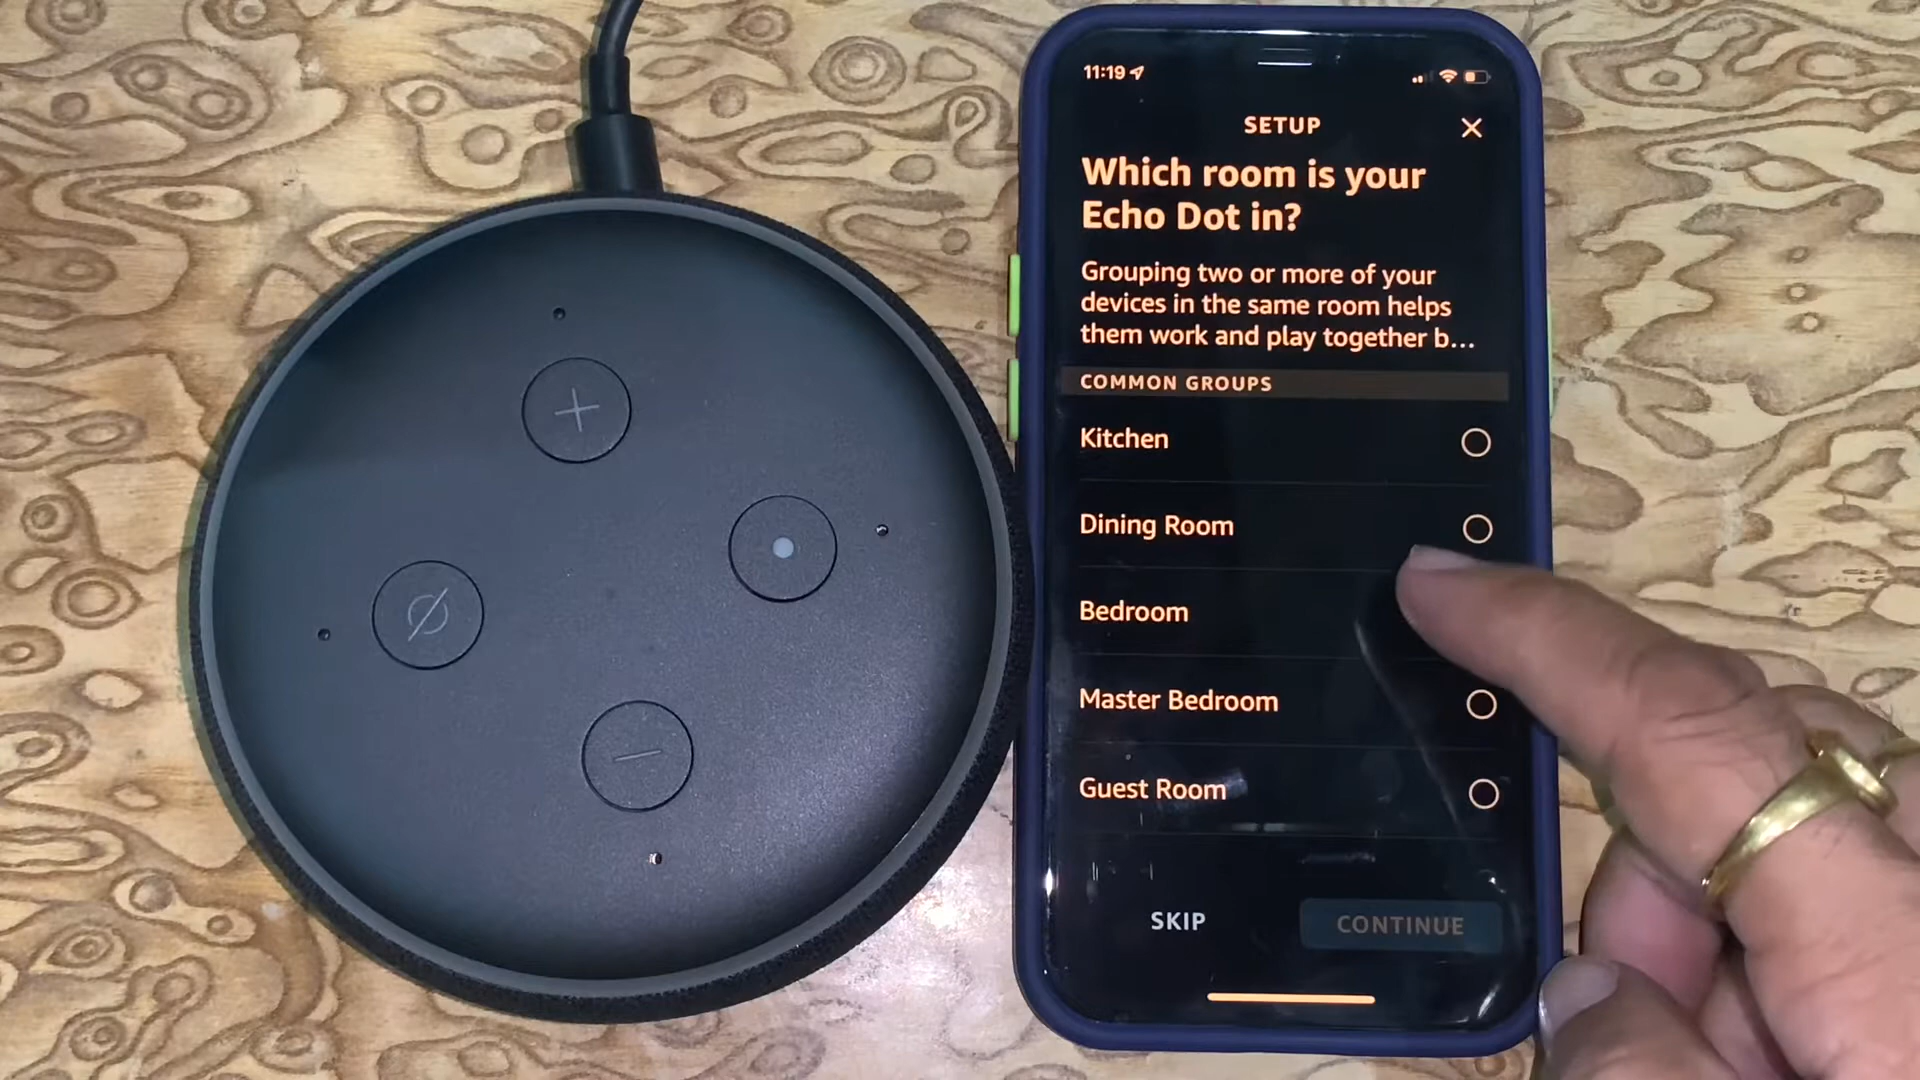 11:19
SETUP
Which room is your
Echo Dot in?
Grouping two or more of your
devices in the same room helps
them work and play together b...
COMMON GROUPS
Kitchen
Dining Room
Bedroom
Master Bedroom
Guest Room
SKIP
CONTINUE